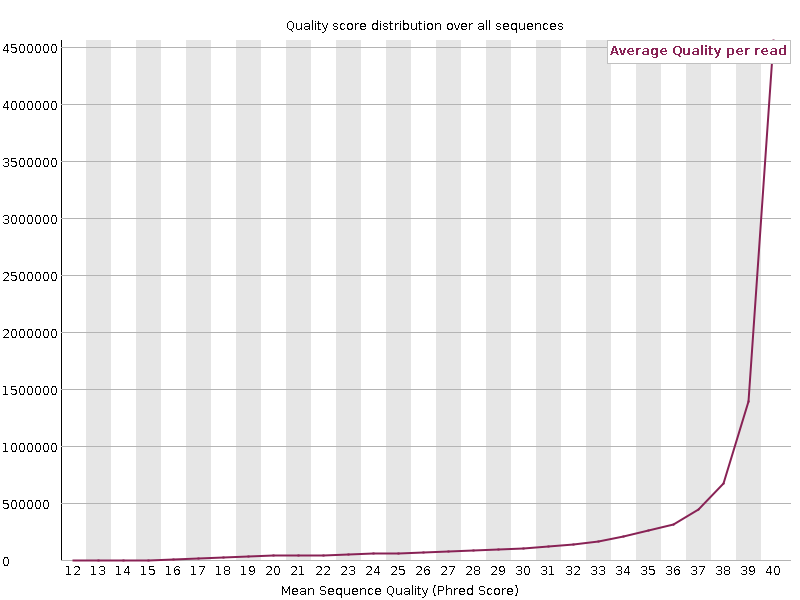 Quality score distribution over all sequences
Average Quality per read
4500000
4000000
3500000
3000000
2500000
2000000
1500000
1000000
500000
0
12 13 14 15 16 17 18 19 20 21 22 23 24 25 26 27 28 29 30 31 32 33 34 35 36 37 38 39 40
Mean Sequence Quality (Phred Score)